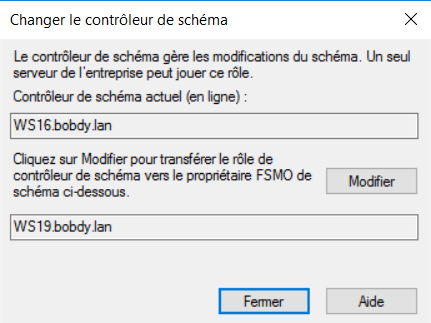 Changer le contrôleur de schéma
Le contrôleur de schéma gère les modifications du schéma. Un seul
serveur de l'entreprise peut jouer ce rôle.
Contrôleur de schéma actuel (en ligne) :
WS16.bobdy.lan
Cliquez sur Modifier pour transférer le rôle de
contrôleur de schéma vers le propriétaire FSMO de
schéma ci-dessous.
Modifier
WS19.bobdy.lan
Fermer
Aide